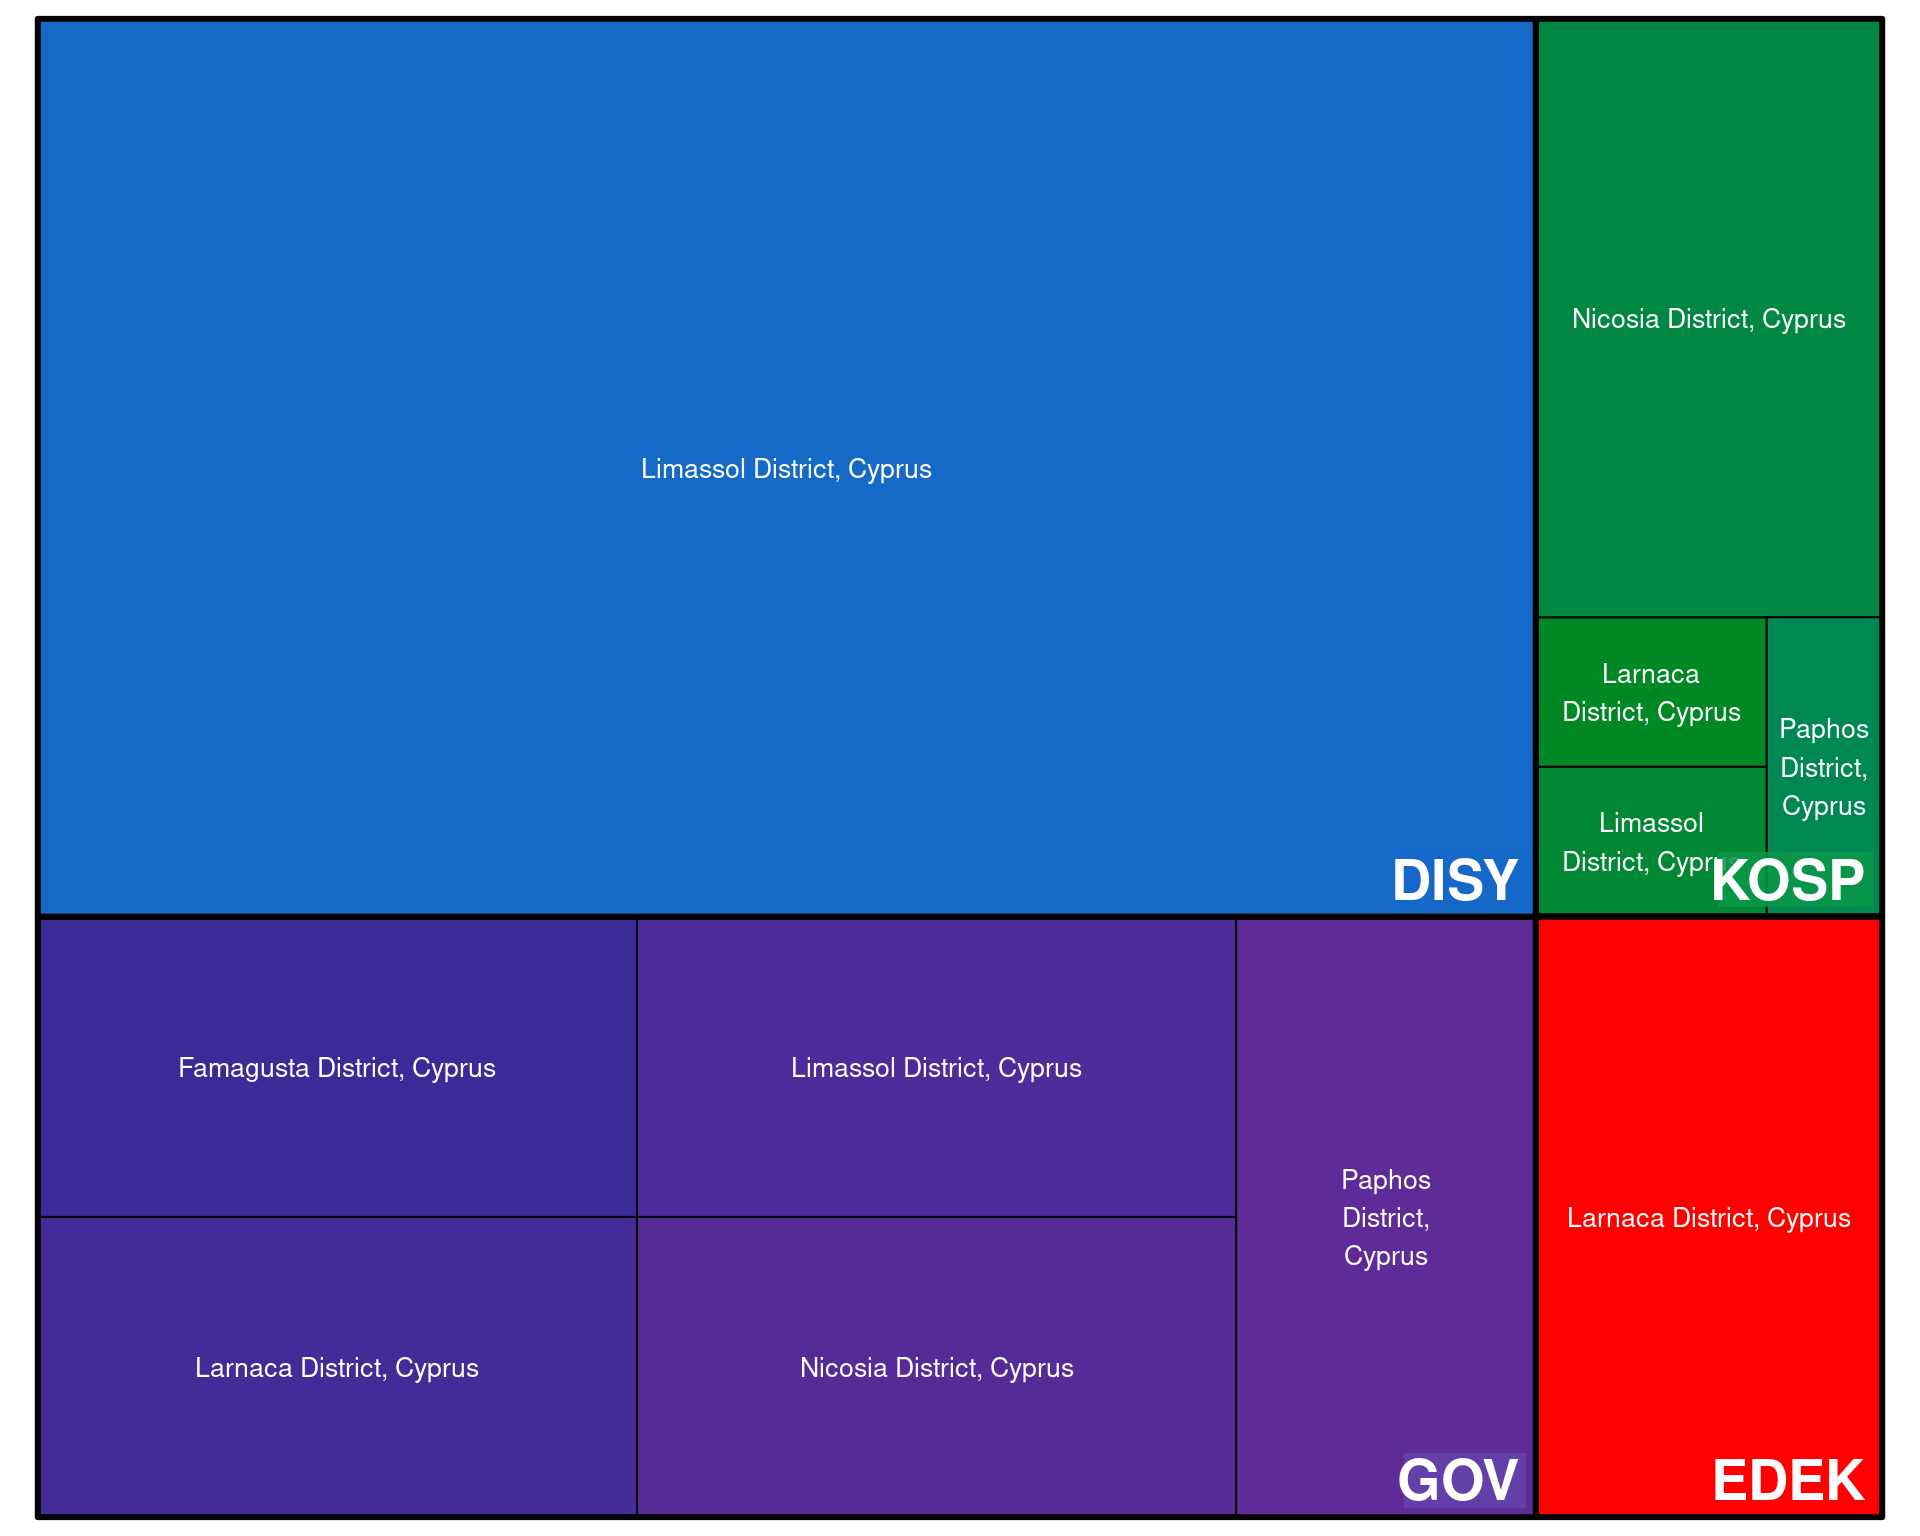 Limassol District, Cyprus
DISY
Nicosia District, Cyprus
Larnaca
District, Cyprus
Limassol
District, Cyprus
Paphos
District,
Cyprus
KOSP
Famagusta District, Cyprus
Limassol District, Cyprus
Larnaca District, Cyprus
Nicosia District, Cyprus
Paphos
District,
Cyprus
GOV
Larnaca District, Cyprus
EDEK